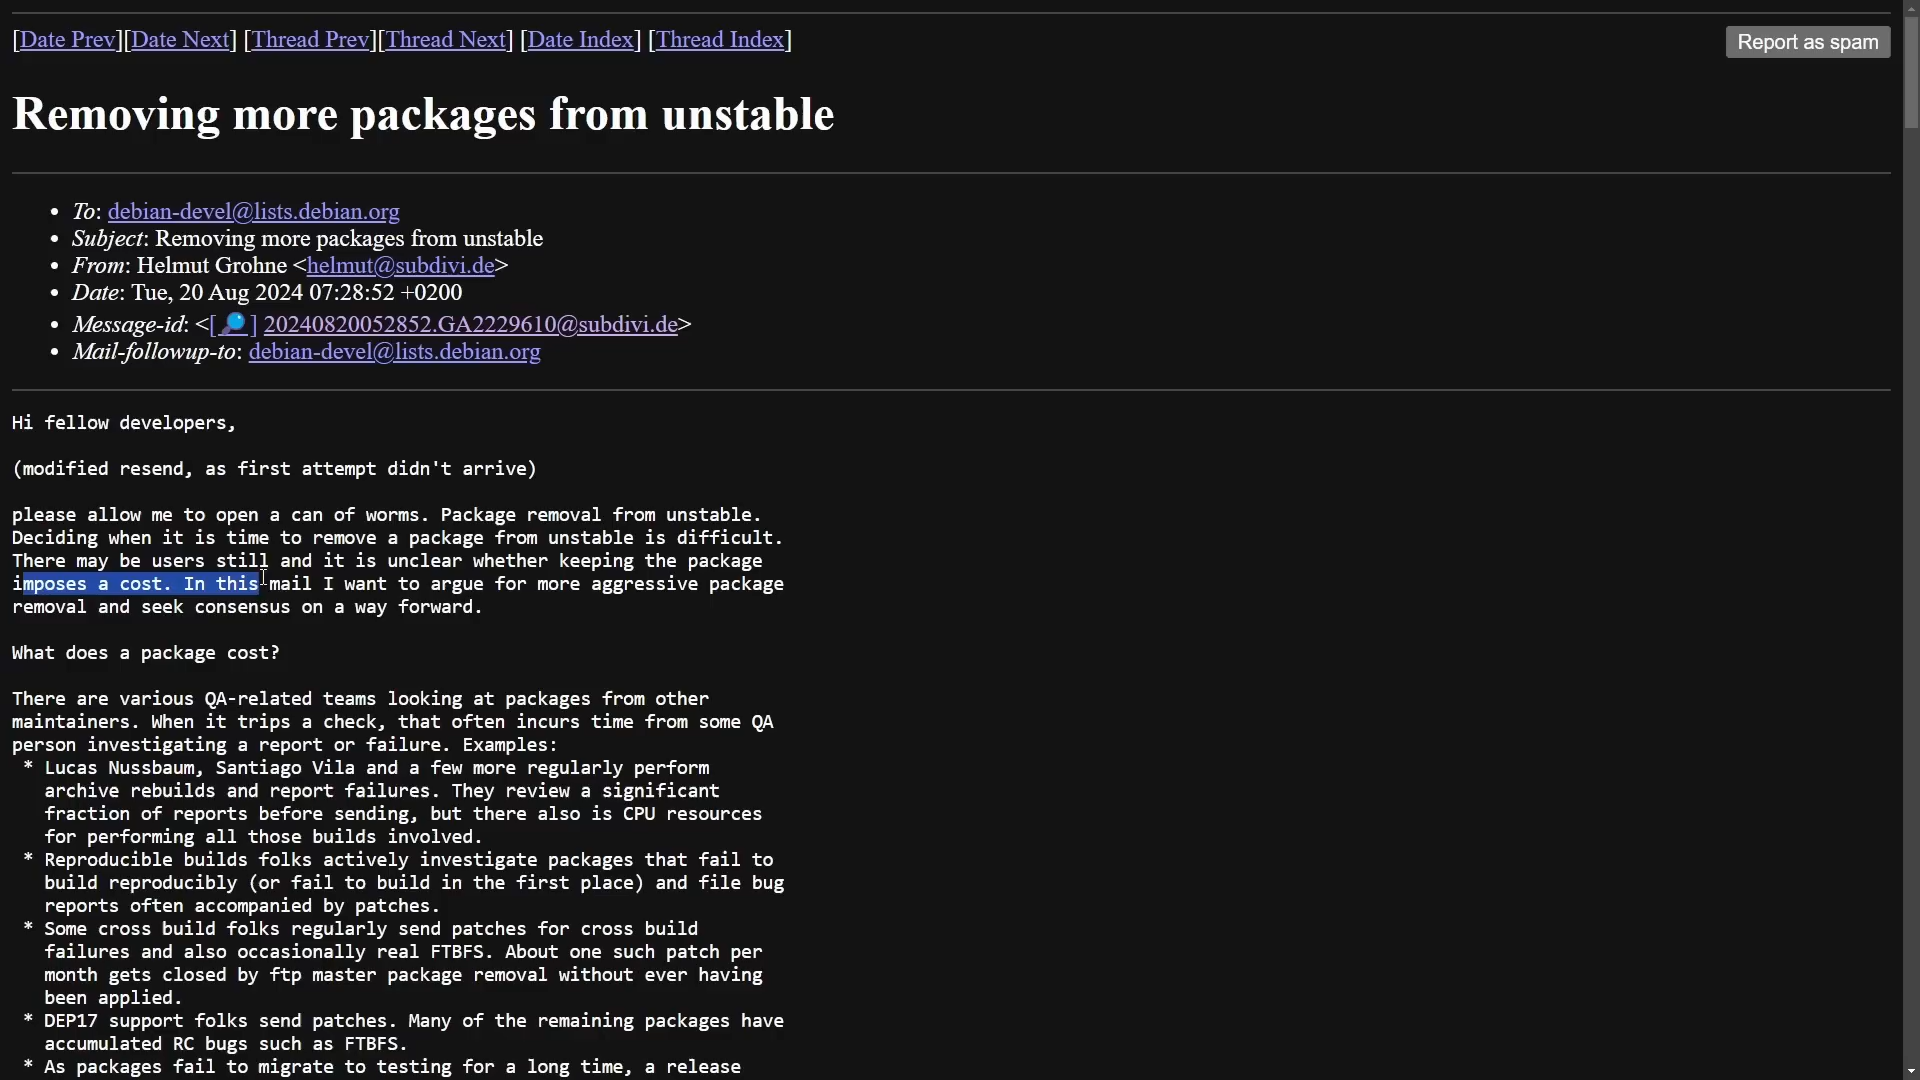 [Date Prev][Date Next] [Thread Prev][Thread Next] [Date Index] [Thread Index]
Report as spam
Removing more packages from unstable
• To: debian-devel@lists.debian.org
• Subject: Removing more packages from unstable
• From: Helmut Grohne <helmut@subdivi.de>
• Date: Tue, 20 Aug 2024 07:28:52 +0200
• Message-id: <[🔎] 20240820052852.GA2229610@subdivi.de>
• Mail-followup-to: debian-devel@lists.debian.org
Hi fellow developers,
(modified resend, as first attempt didn't arrive)
please allow me to open a can of worms. Package removal from unstable.
Deciding when it is time to remove a package from unstable is difficult.
There may be users still and it is unclear whether keeping the package
imposes a cost. In this mail I want to argue for more aggressive package
removal and seek consensus on a way forward.
What does a package cost?
There are various QA-related teams looking at packages from other
maintainers. When it trips a check, that often incurs time from some QA
person investigating a report or failure. Examples:
* Lucas Nussbaum, Santiago Vila and a few more regularly perform
archive rebuilds and report failures. They review a significant
fraction of reports before sending, but there also is CPU resources
for performing all those builds involved.
* Reproducible builds folks actively investigate packages that fail to
build reproducibly (or fail to build in the first place) and file bug
reports often accompanied by patches.
* Some cross build folks regularly send patches for cross build
failures and also occasionally real FTBFS. About one such patch per
month gets closed by ftp master package removal without ever having
been applied.
* DEP17 support folks send patches. Many of the remaining packages have
accumulated RC bugs such as FTBFS.
* As packages fail to migrate to testing for a long time, a release